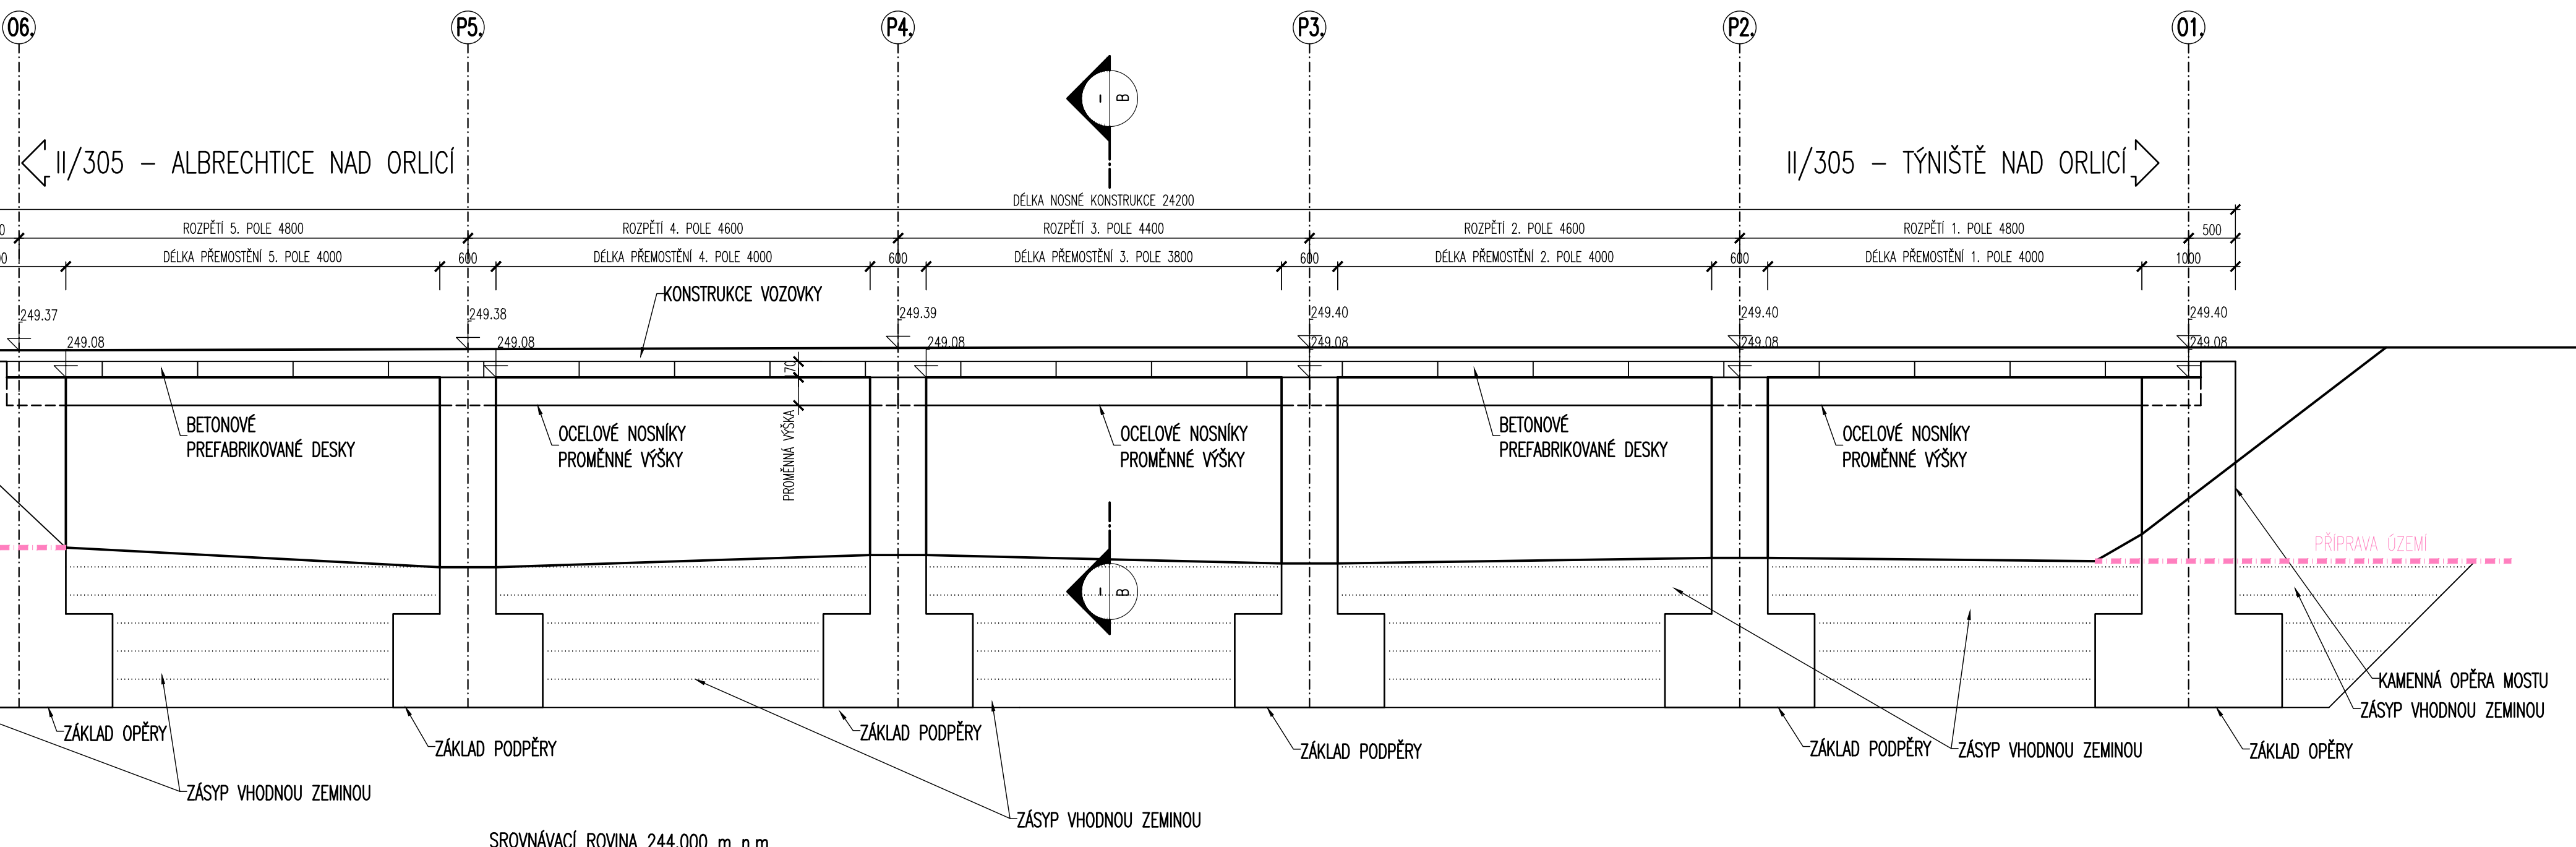 O6.
P5.
P4.
P3.
P2.
O1.
I B
II/305 – ALBRECHTICE NAD ORLICÍ
II/305 – TÝNIŠTĚ NAD ORLICÍ
DÉLKA NOSNÉ KONSTRUKCE 24200
0
ROZPĚTÍ 5. POLE 4800
ROZPĚTÍ 4. POLE 4600
ROZPĚTÍ 3. POLE 4400
ROZPĚTÍ 2. POLE 4600
ROZPĚTÍ 1. POLE 4800
500
00
DÉLKA PŘEMOSTĚNÍ 5. POLE 4000
600
DÉLKA PŘEMOSTĚNÍ 4. POLE 4000
600
DÉLKA PŘEMOSTĚNÍ 3. POLE 3800
600
DÉLKA PŘEMOSTĚNÍ 2. POLE 4000
600
DÉLKA PŘEMOSTĚNÍ 1. POLE 4000
1000
KONSTRUKCE VOZOVKY
249.37
249.38
249.39
249.40
249.40
249.40
249.08
249.08
249.08
249.08
249.08
249.08
170
PROMĚNNÁ VÝŠKA
BETONOVÉ
PREFABRIKOVANÉ DESKY
OCELOVÉ NOSNÍKY
PROMĚNNÉ VÝŠKY
OCELOVÉ NOSNÍKY
PROMĚNNÉ VÝŠKY
BETONOVÉ
PREFABRIKOVANÉ DESKY
OCELOVÉ NOSNÍKY
PROMĚNNÉ VÝŠKY
PŘÍPRAVA ÚZEMÍ
I B
KAMENNÁ OPĚRA MOSTU
ZÁSYP VHODNOU ZEMINOU
ZÁKLAD OPĚRY
ZÁKLAD PODPĚRY
ZÁKLAD PODPĚRY
ZÁKLAD PODPĚRY
ZÁKLAD PODPĚRY
ZÁSYP VHODNOU ZEMINOU
ZÁKLAD OPĚRY
ZÁSYP VHODNOU ZEMINOU
ZÁSYP VHODNOU ZEMINOU
SROVNÁVACÍ ROVINA 244,000 m n.m.